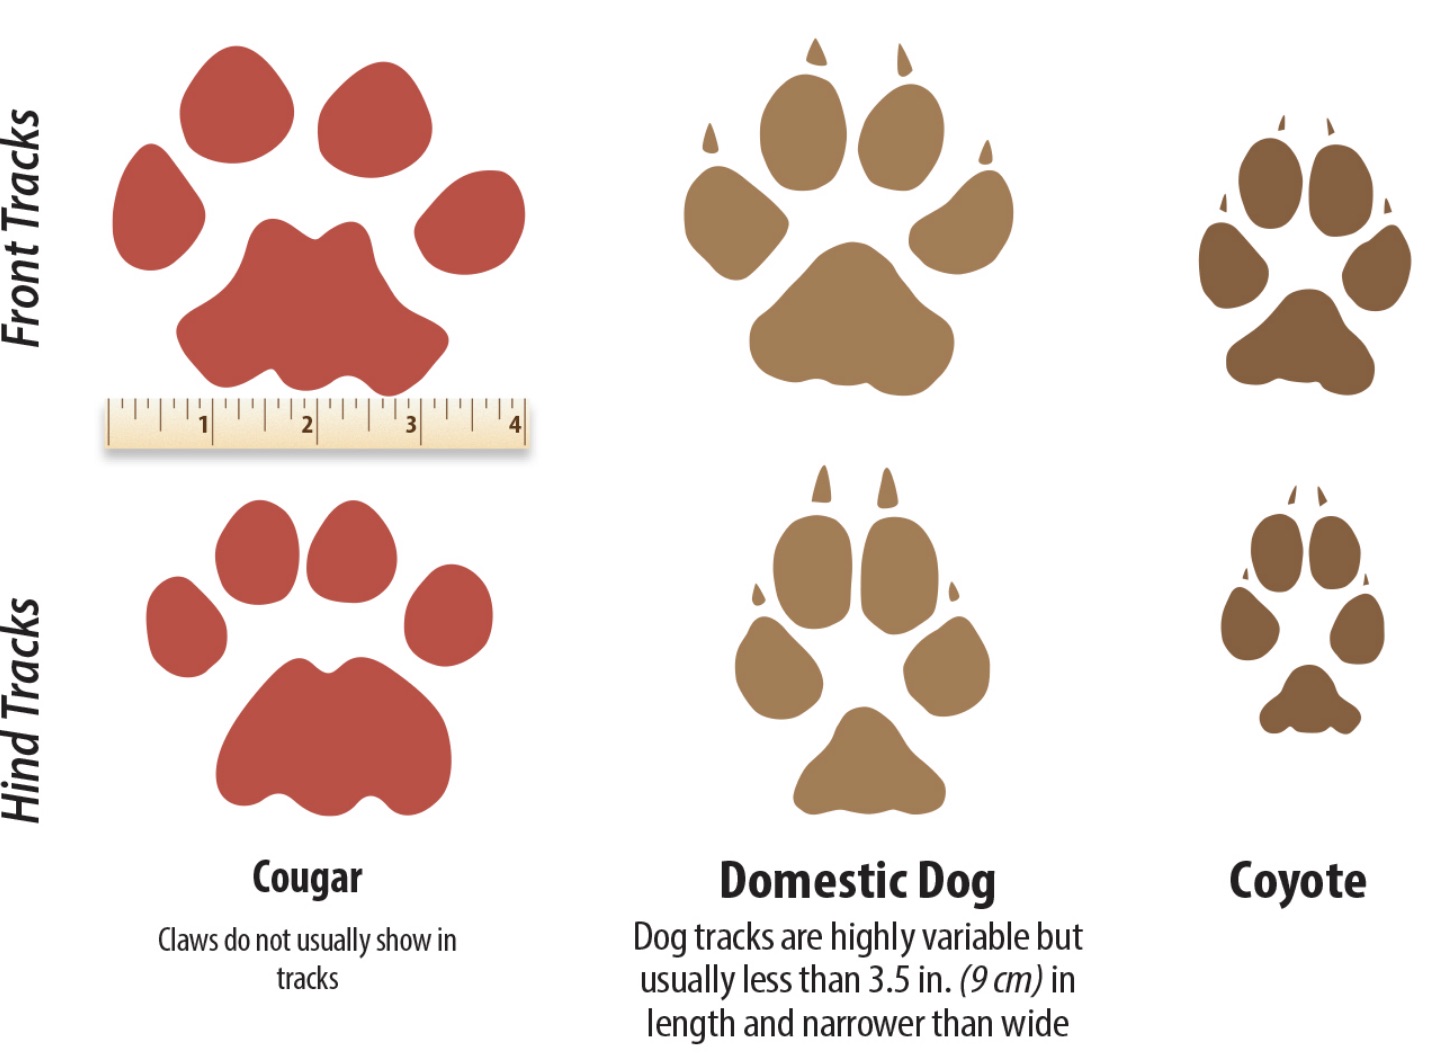 Front Tracks
1 2 3 4
Hind Tracks
Cougar
Claws do not usually show in
tracks
Domestic Dog
Dog tracks are highly variable but
usually less than 3.5 in. (9 cm) in
length and narrower than wide
Coyote